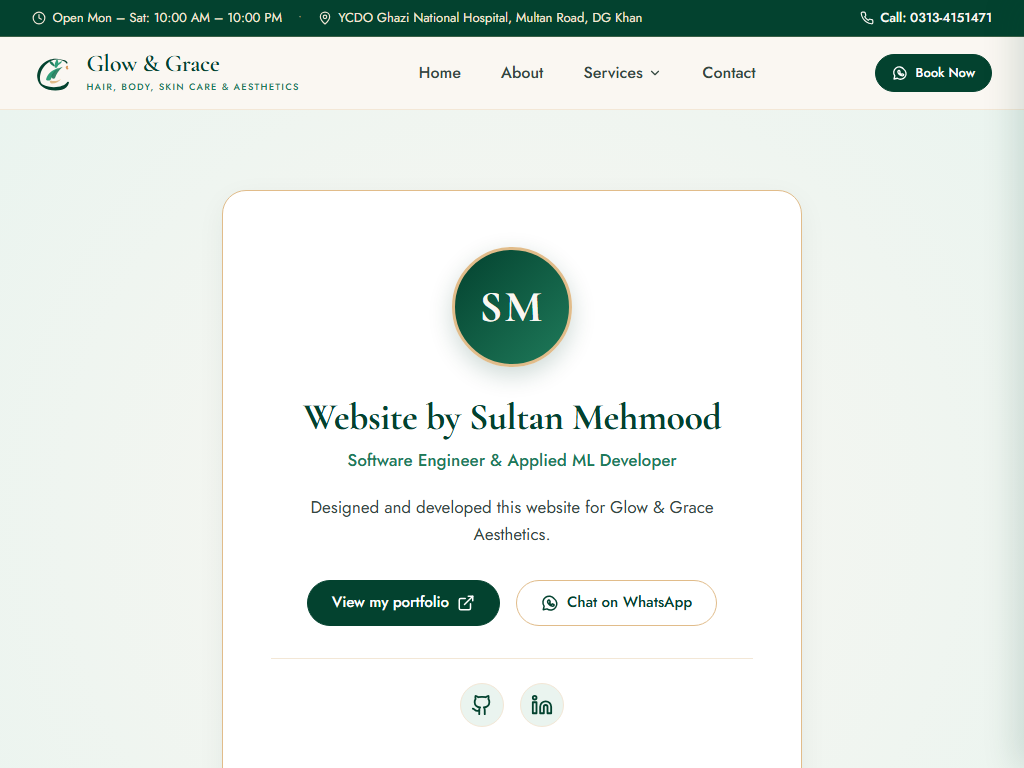 Open Mon – Sat: 10:00 AM – 10:00 PM · YCDO Ghazi National Hospital, Multan Road, DG Khan Call: 0313-4151471
Glow & Grace
HAIR, BODY, SKIN CARE & AESTHETICS
Home About Services Contact Book Now
SM
Website by Sultan Mehmood
Software Engineer & Applied ML Developer
Designed and developed this website for Glow & Grace
Aesthetics.
View my portfolio Chat on WhatsApp